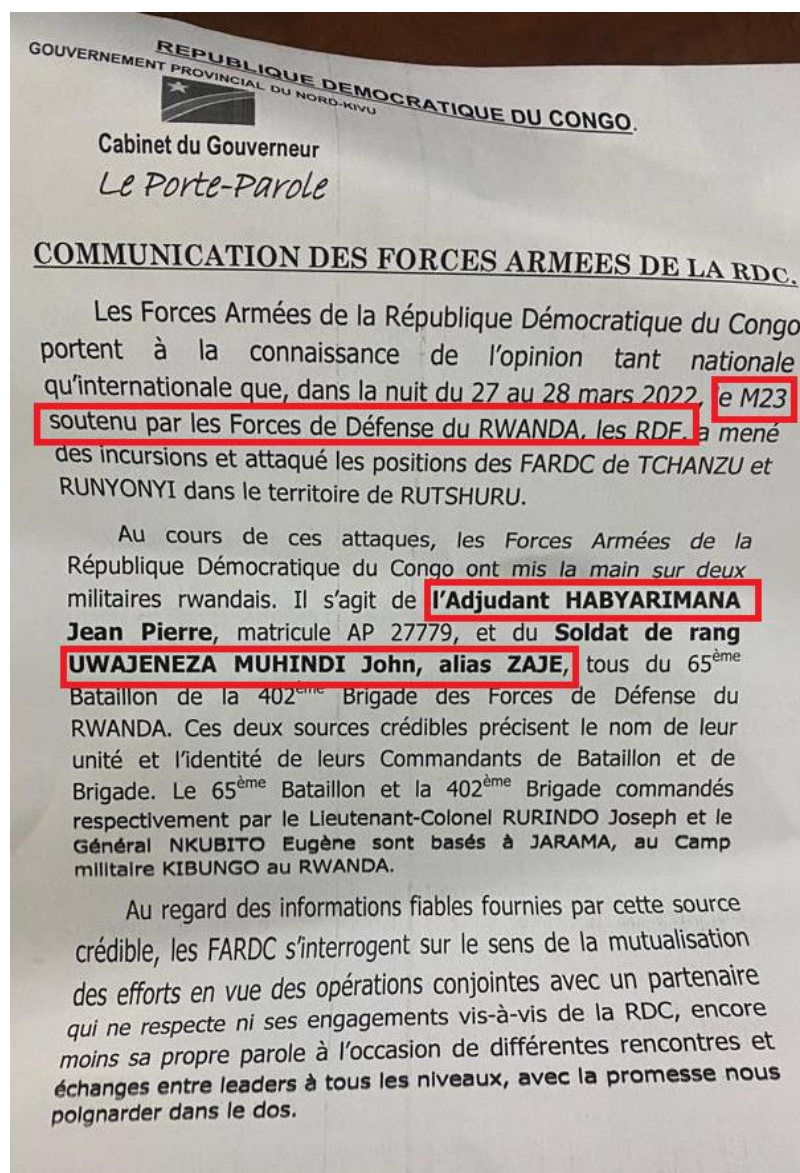 REPUBLIQUE DEMOCRATIQUE DU CONGO.
GOUVERNEMENT PROVINCIAL DU NORD-KIVU
Cabinet du Gouverneur
Le Porte-Parole
COMMUNICATION DES FORCES ARMEES DE LA RDC.
Les Forces Armées de la République Démocratique du Congo
portent à la connaissance de l'opinion tant nationale
qu'internationale que, dans la nuit du 27 au 28 mars 2022, le M23
soutenu par les Forces de Défense du RWANDA, les RDF, a mené
des incursions et attaqué les positions des FARDC de TCHANZU et
RUNYONYI dans le territoire de RUTSHURU.
Au cours de ces attaques, les Forces Armées de la
République Démocratique du Congo ont mis la main sur deux
militaires rwandais. Il s'agit de l'Adjudant HABYARIMANA
Jean Pierre, matricule AP 27779, et du Soldat de rang
UWAJENEZA MUHINDI John, alias ZAJE, tous du 65ème
Bataillon de la 402ème Brigade des Forces de Défense du
RWANDA. Ces deux sources crédibles précisent le nom de leur
unité et l'identité de leurs Commandants de Bataillon et de
Brigade. Le 65ème Bataillon et la 402ème Brigade commandés
respectivement par le Lieutenant-Colonel RURINDO Joseph et le
Général NKUBITO Eugène sont basés à JARAMA, au Camp
militaire KIBUNGO au RWANDA.
Au regard des informations fiables fournies par cette source
crédible, les FARDC s'interrogent sur le sens de la mutualisation
des efforts en vue des opérations conjointes avec un partenaire
qui ne respecte ni ses engagements vis-à-vis de la RDC, encore
moins sa propre parole à l'occasion de différentes rencontres et
échanges entre leaders à tous les niveaux, avec la promesse nous
poignarder dans le dos.